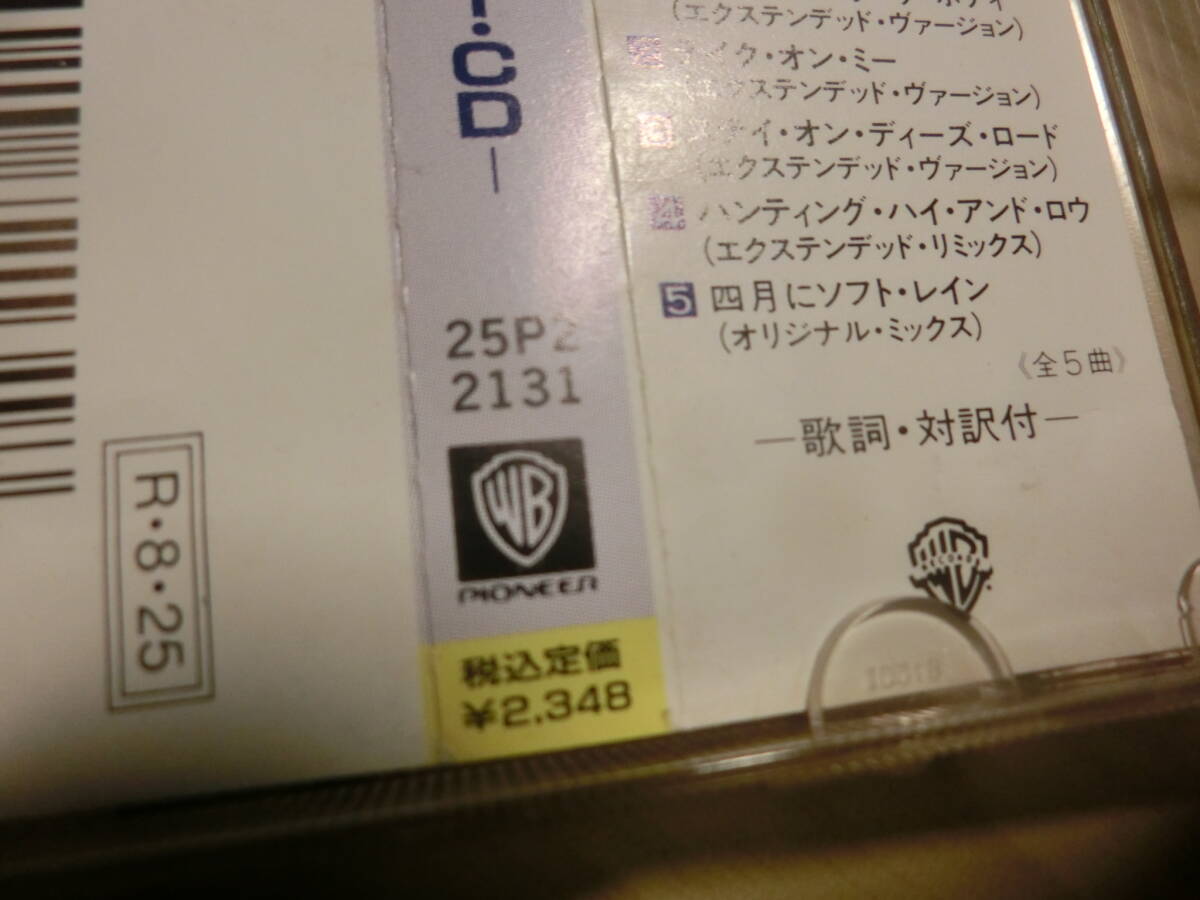 (エクステンデッド・ヴァージョン)
イク・オン・ミー
クステンデッド・ヴァージョン)
イ・オン・ディーズ・ロード
(エクステンデッド・ヴァージョン)
4 ハンティング・ハイ・アンド・ロウ
(エクステンデッド・リミックス)
5 四月にソフト・レイン
(オリジナル・ミックス)
《全5曲》
—歌詞・対訳付—
RECORDS
・CD—
25P2
2131
WB
PIONEER
税込定価
¥2,348
R・8・25